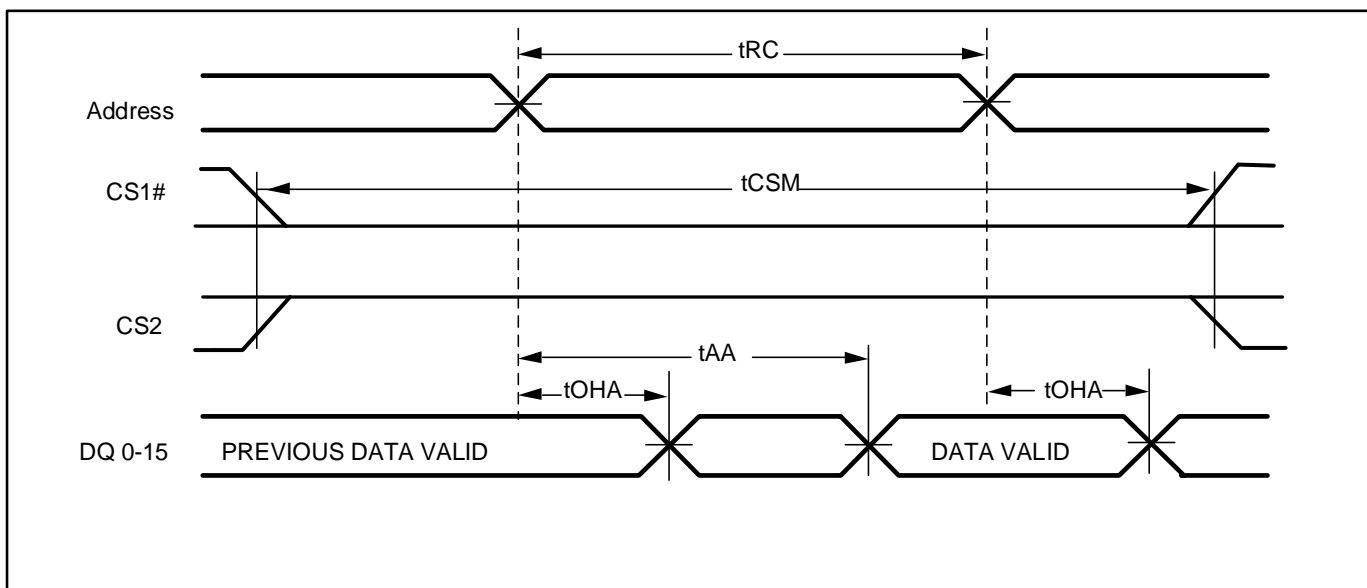 tRC
Address
CS1#
tCSM
CS2
tAA
tOHA
tOHA
DQ 0-15
PREVIOUS DATA VALID
DATA VALID